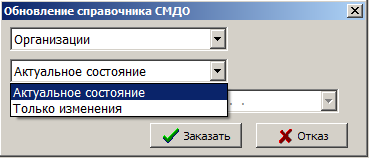 Обновление справочника СМДО
Организации
Актуальное состояние
Актуальное состояние
Только изменения
. .
Заказать
Отказ